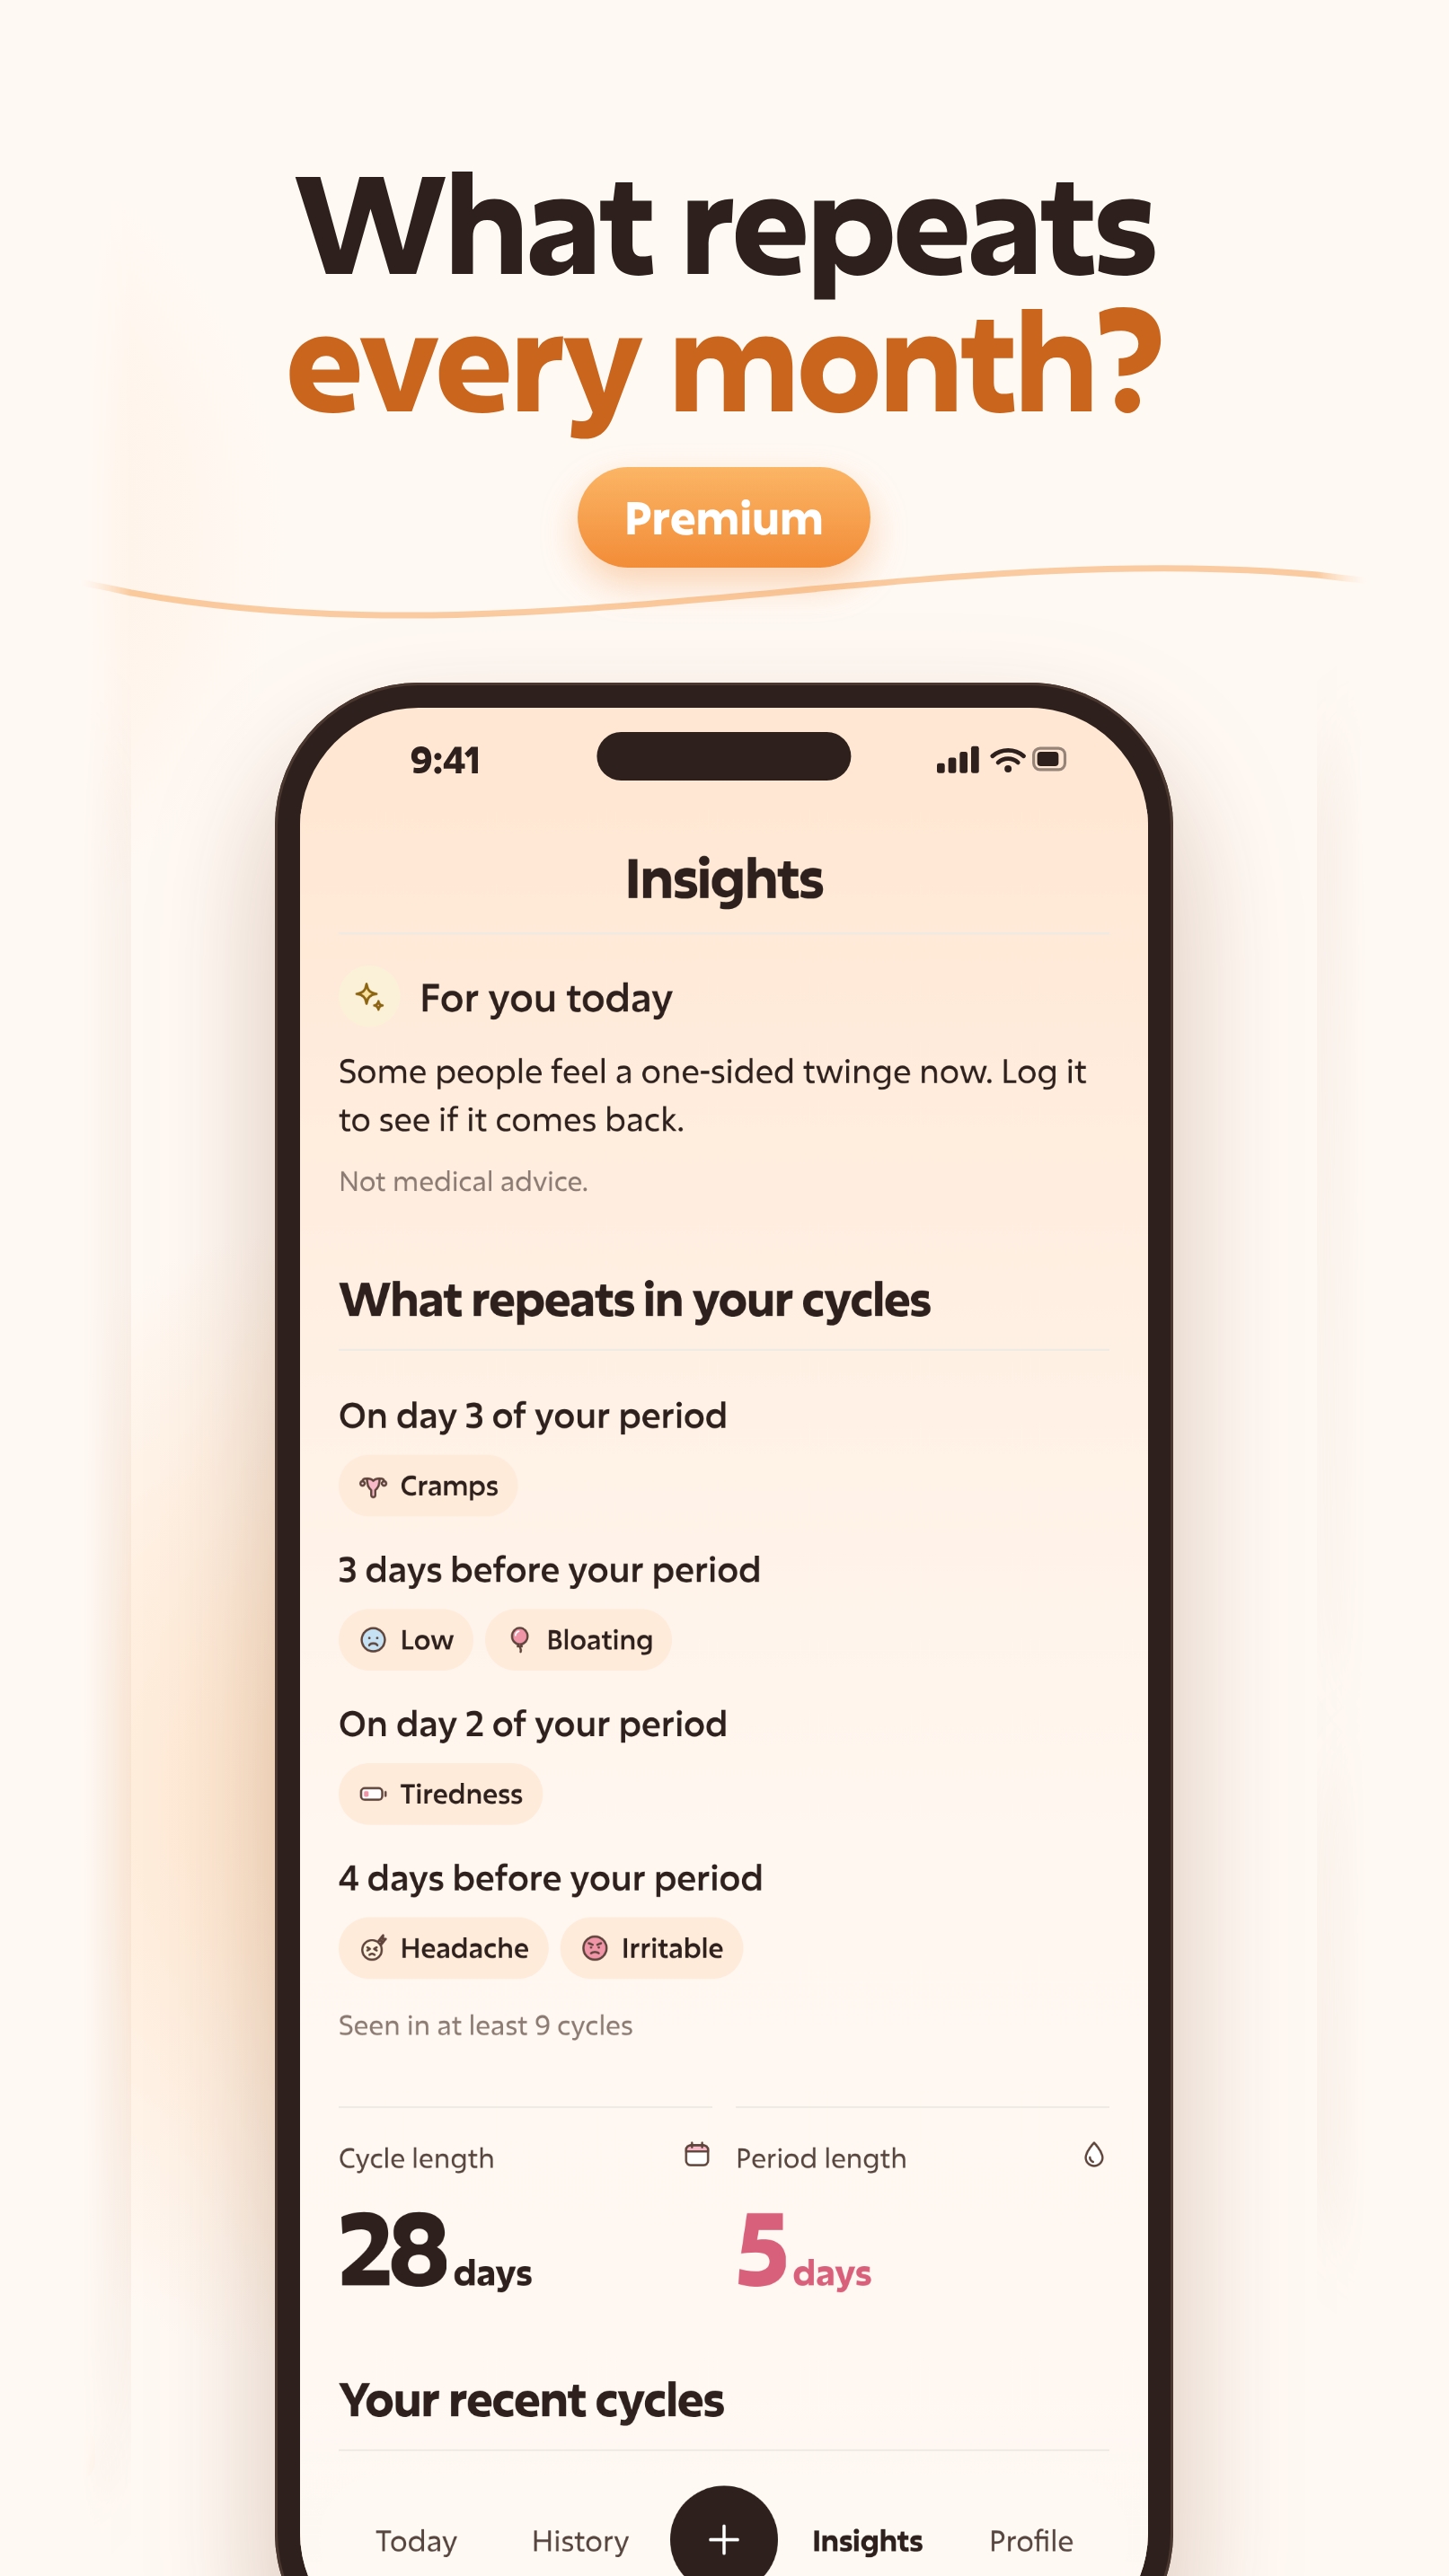 What repeats
every month?
Premium
9:41
Insights
For you today
Some people feel a one-sided twinge now. Log it
to see if it comes back.
Not medical advice.
What repeats in your cycles
On day 3 of your period
Cramps
3 days before your period
Low Bloating
On day 2 of your period
Tiredness
4 days before your period
Headache Irritable
Seen in at least 9 cycles
Cycle length Period length
28 days 5 days
Your recent cycles
Today History Insights Profile